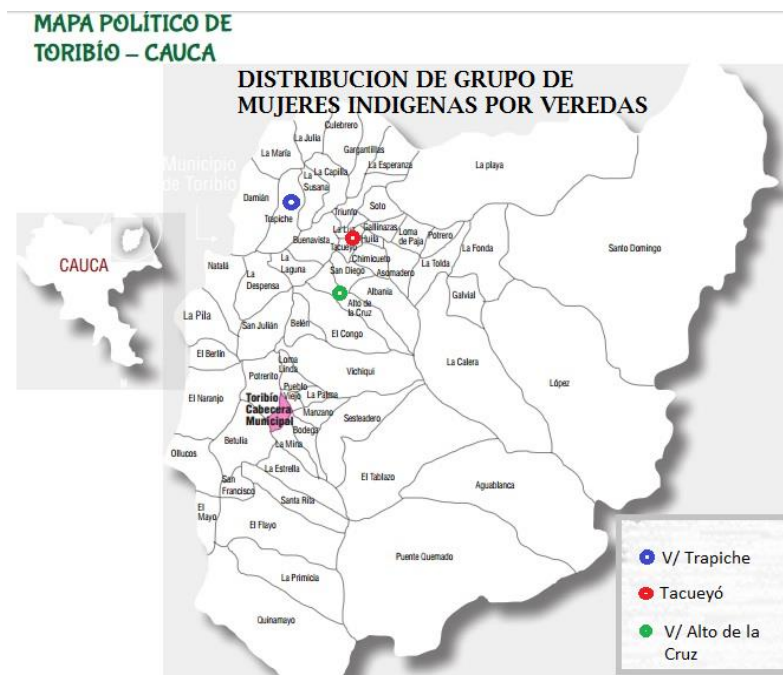 MAPA POLÍTICO DE
TORIBÍO – CAUCA
DISTRIBUCION DE GRUPO DE
MUJERES INDIGENAS POR VEREDAS
Municipio
de Toribío
CAUCA
Culebrero
La Julia
Gargantillas
La María
La Capilla
La Esperanza
La playa
La
Susana
Damián
Trapiche
Triunfo
Soto
La Luz
Gallinazas
Buenavista
Huila
Tacueyó
Loma
de Paja
Potrero
La Fonda
Santo Domingo
Chimicueto
Natalá
La
Laguna
San Diego
Asomadero
La Tolda
La
Despensa
Albania
Galvial
Alto de
la Cruz
La Pila
San Julián
Belén
El Congo
El Berlín
Loma
Linda
Vichiqui
La Calera
Potrerito
López
Pueblo
Viejo
La Palma
El Naranjo
Toribío
Cabecera
Municipal
Manzano
Sesteadero
Bodega
Betulia
La Mina
Ollucos
La Estrella
San
Francisco
El Tablazo
Aguablanca
Santa Rita
El
Mayo
El Flayo
Puente Quemado
La Primicia
Quinamayo
V/ Trapiche
Tacueyó
V/ Alto de la
Cruz